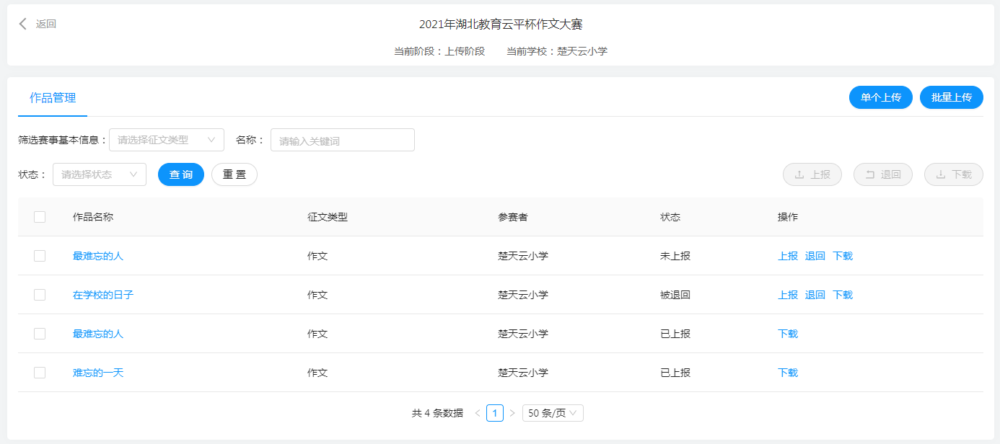 返回
2021年湖北教育云平杯作文大赛
当前阶段：上传阶段 当前学校：楚天云小学
作品管理 单个上传 批量上传
筛选赛事基本信息： 请选择征文类型 名称： 请输入关键词
状态： 请选择状态 查询 重置 上报 退回 下载
作品名称 征文类型 参赛者 状态 操作
最难忘的人 作文 楚天云小学 未上报 上报 退回 下载
在学校的日子 作文 楚天云小学 被退回 上报 退回 下载
最难忘的人 作文 楚天云小学 已上报 下载
难忘的一天 作文 楚天云小学 已上报 下载
共 4 条数据 < 1 > 50 条/页